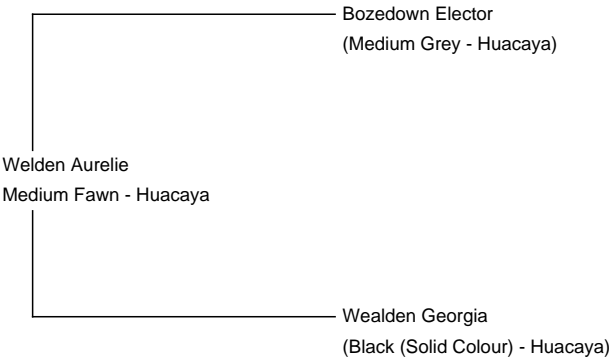 Bozedown Elector
(Medium Grey - Huacaya)
Welden Aurelie
Medium Fawn - Huacaya
Wealden Georgia
(Black (Solid Colour) - Huacaya)